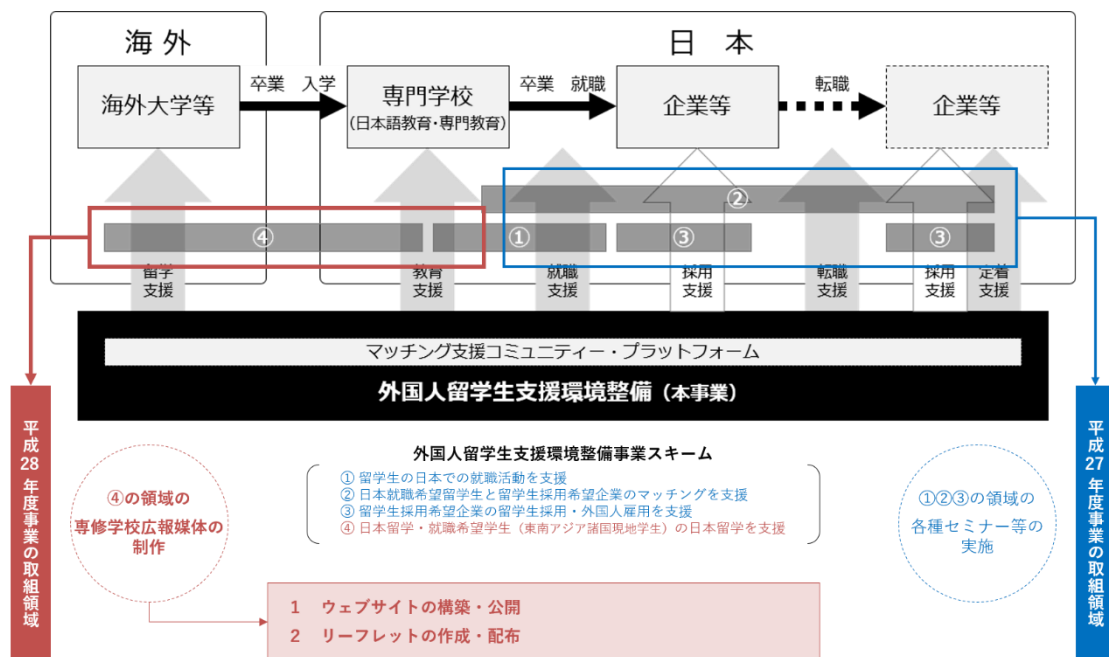 海外
日本
海外大学等
卒業 入学
専門学校
(日本語教育・専門教育)
卒業 就職
企業等
転職
企業等
②
④
①
③
③
留学
支援
教育
支援
就職
支援
採用
支援
転職
支援
採用
支援
定着
支援
マッチング支援コミュニティー・プラットフォーム
外国人留学生支援環境整備（本事業）
平成28年度事業の取組領域
平成27年度事業の取組領域
④の領域の
専修学校広報媒体の
制作
外国人留学生支援環境整備事業スキーム
① 留学生の日本での就職活動を支援
② 日本就職希望留学生と留学生採用希望企業のマッチングを支援
③ 留学生採用希望企業の留学生採用・外国人雇用を支援
④ 日本留学・就職希望学生（東南アジア諸国現地学生）の日本留学を支援
①②③の領域の
各種セミナー等の
実施
1 ウェブサイトの構築・公開
2 リーフレットの作成・配布